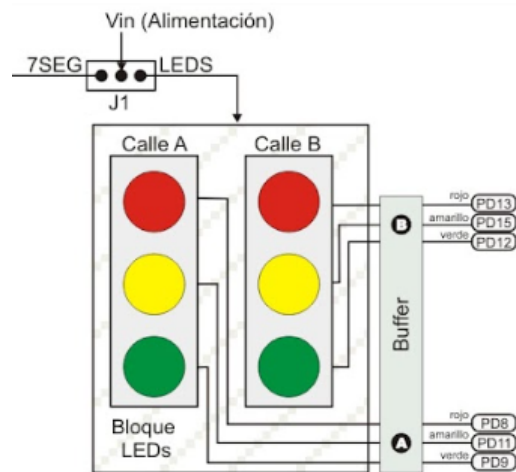 Vin (Alimentación)
7SEG
LEDS
J1
Calle A
Calle B
rojo
PD13
amarillo
PD15
verde
PD12
B
Buffer
A
Bloque
LEDs
rojo
PD8
amarillo
PD11
verde
PD9